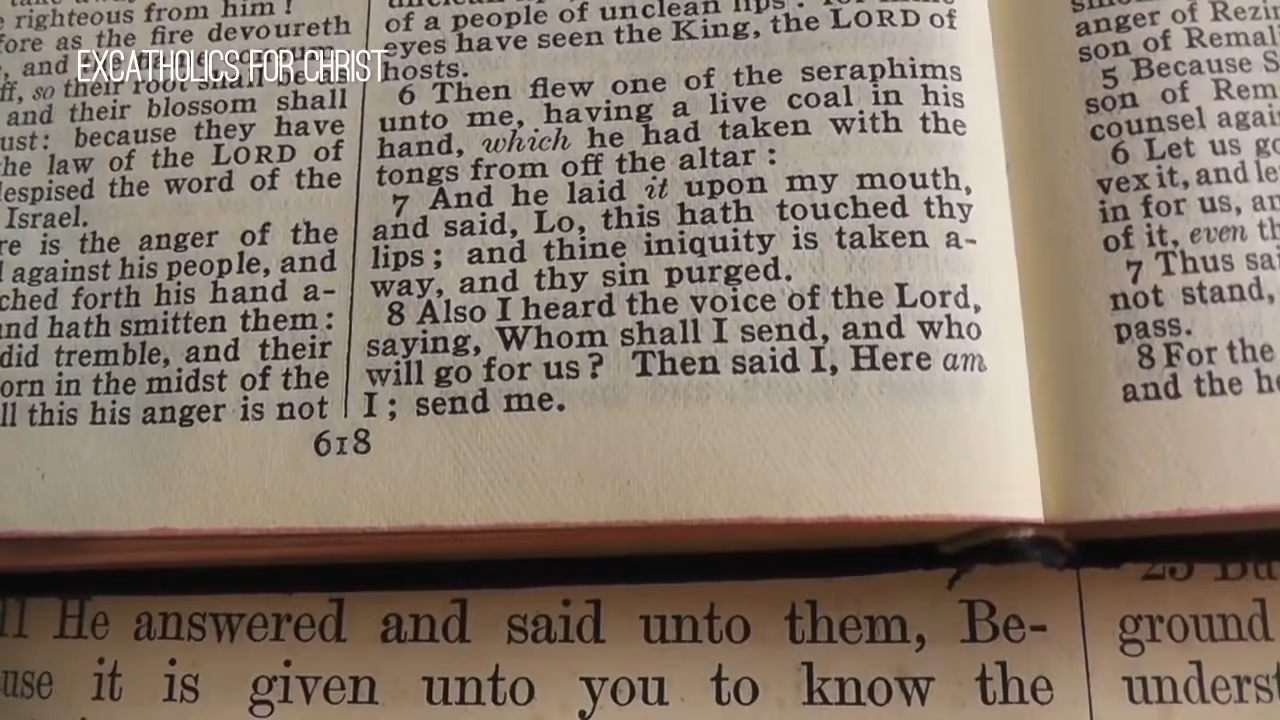 EXCATHOLICS FOR CHRIST
righteous from him !
fore as the fire devoureth
, and
ff, so their root shall be as
and their blossom shall
ust: because they have
he law of the LORD of
espised the word of the
Israel.
re is the anger of the
against his people, and
ched forth his hand a-
nd hath smitten them:
did tremble, and their
orn in the midst of the
ll this his anger is not
of a people of unclean lips :
eyes have seen the King, the LORD of
hosts.
6 Then flew one of the seraphims
unto me, having a live coal in his
hand, which he had taken with the
tongs from off the altar :
7 And he laid it upon my mouth,
and said, Lo, this hath touched thy
lips; and thine iniquity is taken a-
way, and thy sin purged.
8 Also I heard the voice of the Lord,
saying, Whom shall I send, and who
will go for us? Then said I, Here am
I; send me.
618
anger of Rezi
son of Remal
5 Because S
son of Rem
counsel agai
6 Let us go
vex it, and le
in for us, an
of it, even th
7 Thus sa
not stand,
pass.
8 For the
and the he
11 He answered and said unto them, Be-
use it is given unto you to know the
ground
underst